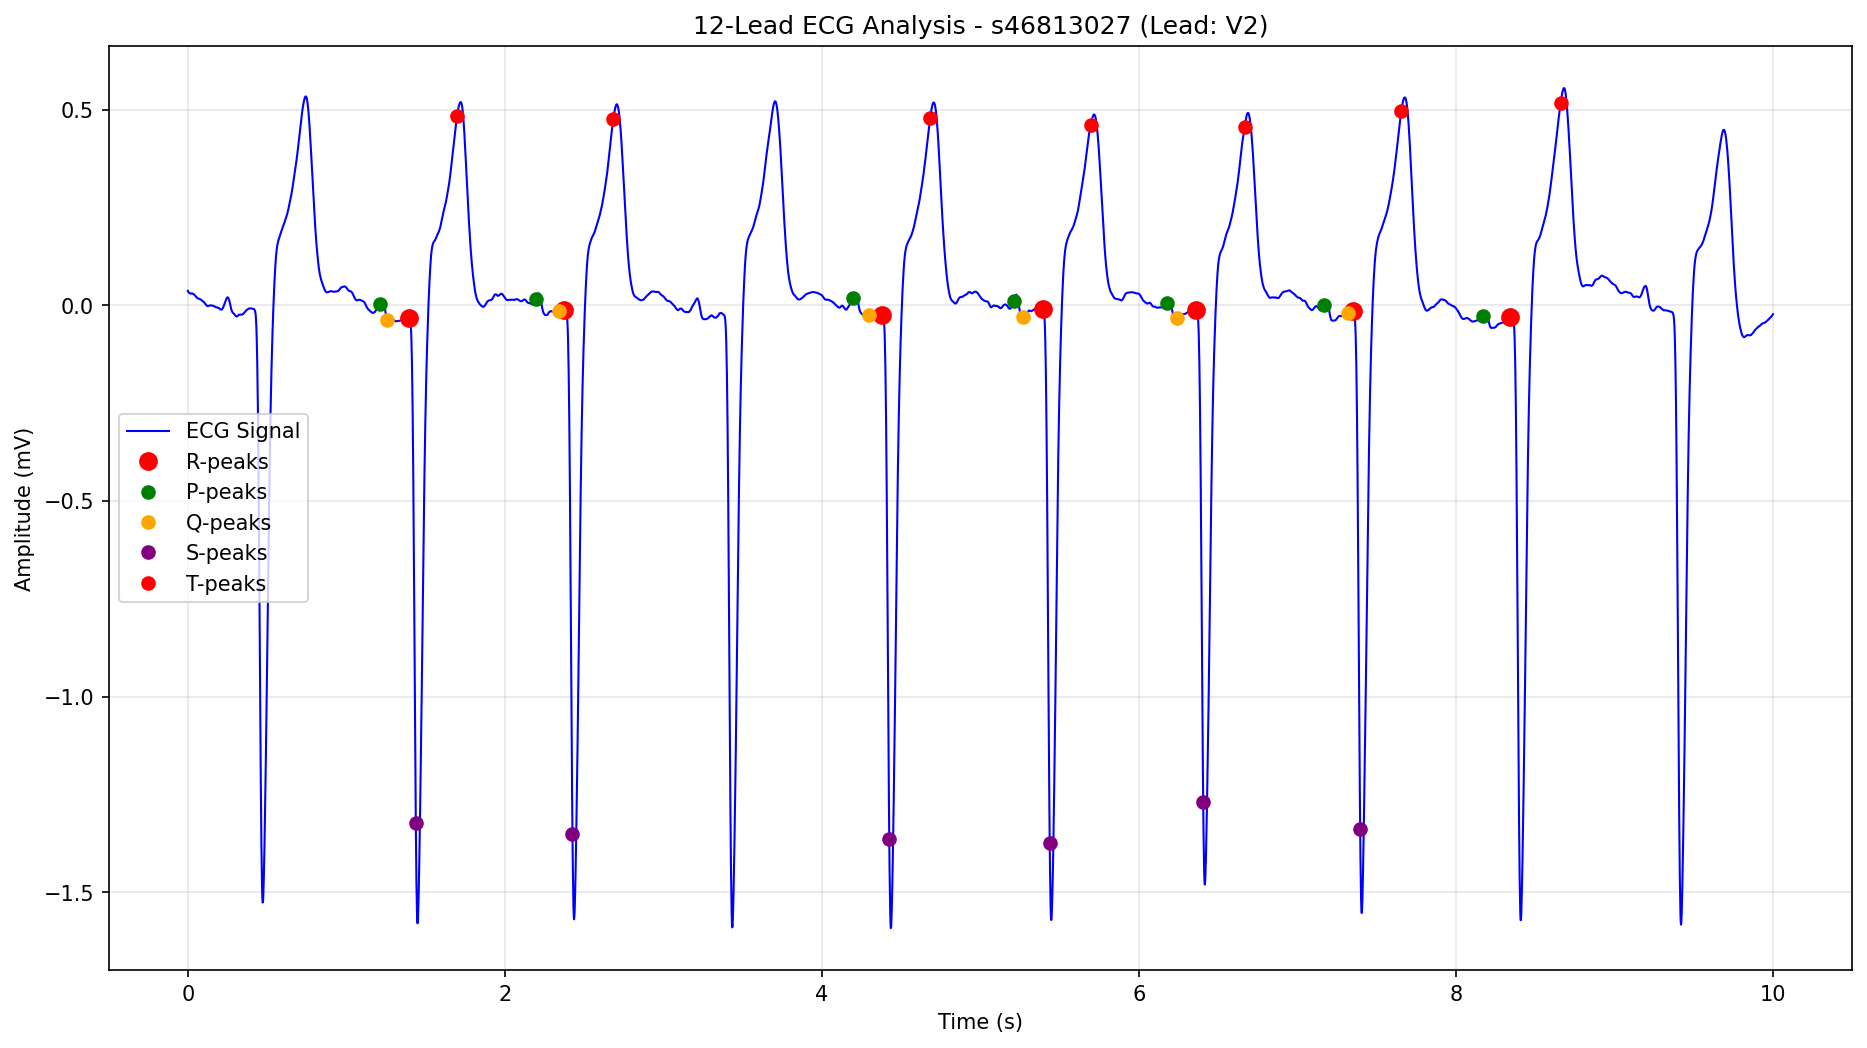 12-Lead ECG Analysis - s46813027 (Lead: V2)
Amplitude (mV)
0.5
0.0
−0.5
−1.0
−1.5
ECG Signal
R-peaks
P-peaks
Q-peaks
S-peaks
T-peaks
0 2 4 6 8 10
Time (s)